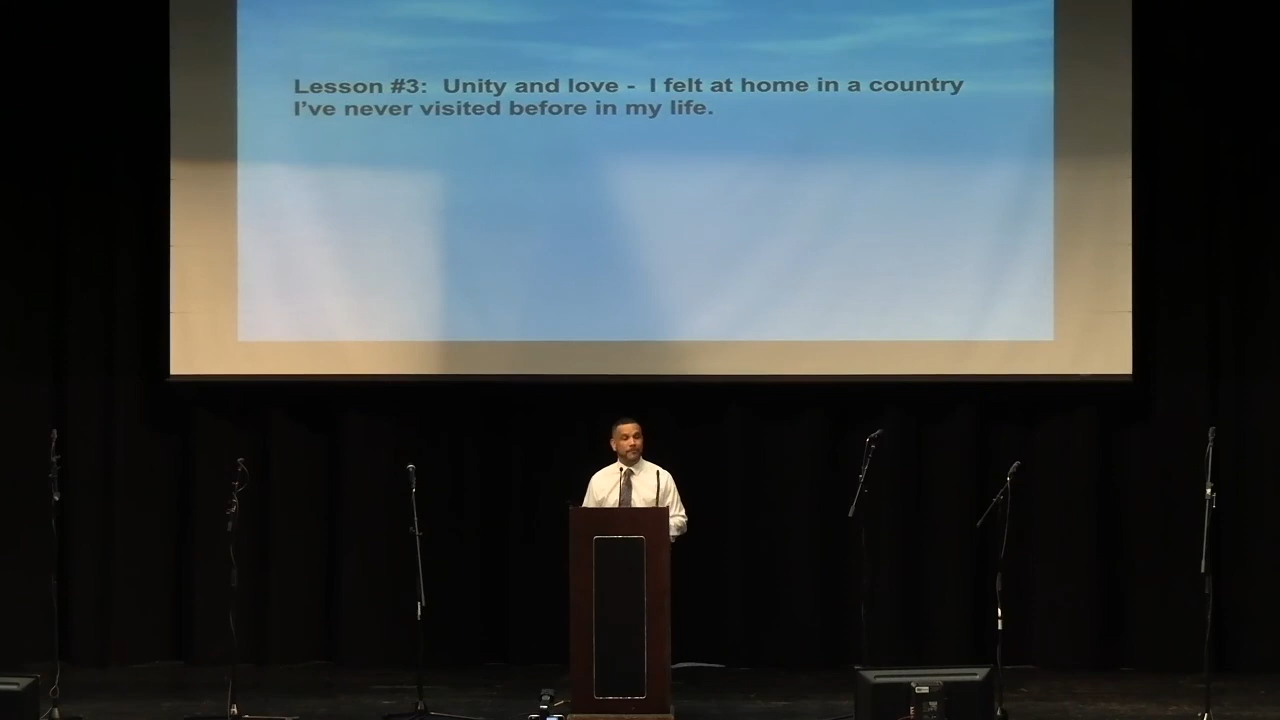 Lesson #3:  Unity and love -  I felt at home in a country
I've never visited before in my life.